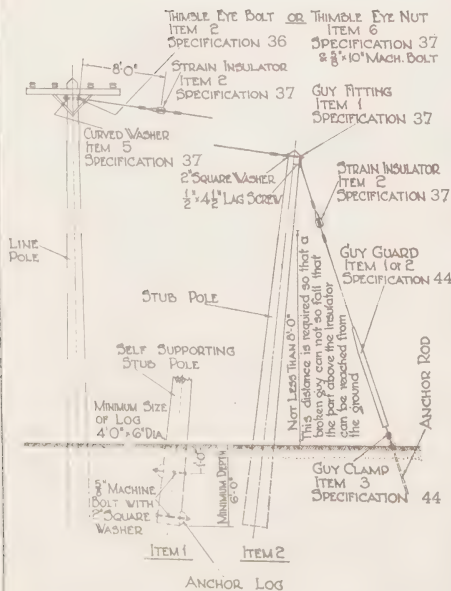 THIMBLE EYE BOLT OR THIMBLE EYE NUT
ITEM 2
SPECIFICATION 36
ITEM 6
SPECIFICATION 37
& 5/8" x 10" MACH. BOLT
8'-0"
STRAIN INSULATOR
ITEM 2
SPECIFICATION 37
GUY FITTING
ITEM 1
SPECIFICATION 37
CURVED WASHER
ITEM 5
SPECIFICATION 37
2" SQUARE WASHER
1/2" x 4 1/2" LAG SCREW
STRAIN INSULATOR
ITEM 2
SPECIFICATION 37
LINE
POLE
STUB POLE
GUY GUARD
ITEM 1 or 2
SPECIFICATION 44
NOT LESS THAN 8'-0"
This distance is required so that a
broken guy can not so fall that
the part above the insulator
can be reached from
the ground
ANCHOR ROD
SELF SUPPORTING
STUB POLE
MINIMUM SIZE
OF LOG
4'0" x 6" DIA.
1'-0"
MINIMUM DEPTH
6'-0"
5/8" MACHINE
BOLT WITH
2" SQUARE
WASHER
GUY CLAMP
ITEM 3
SPECIFICATION 44
ITEM 1
ITEM 2
ANCHOR LOG